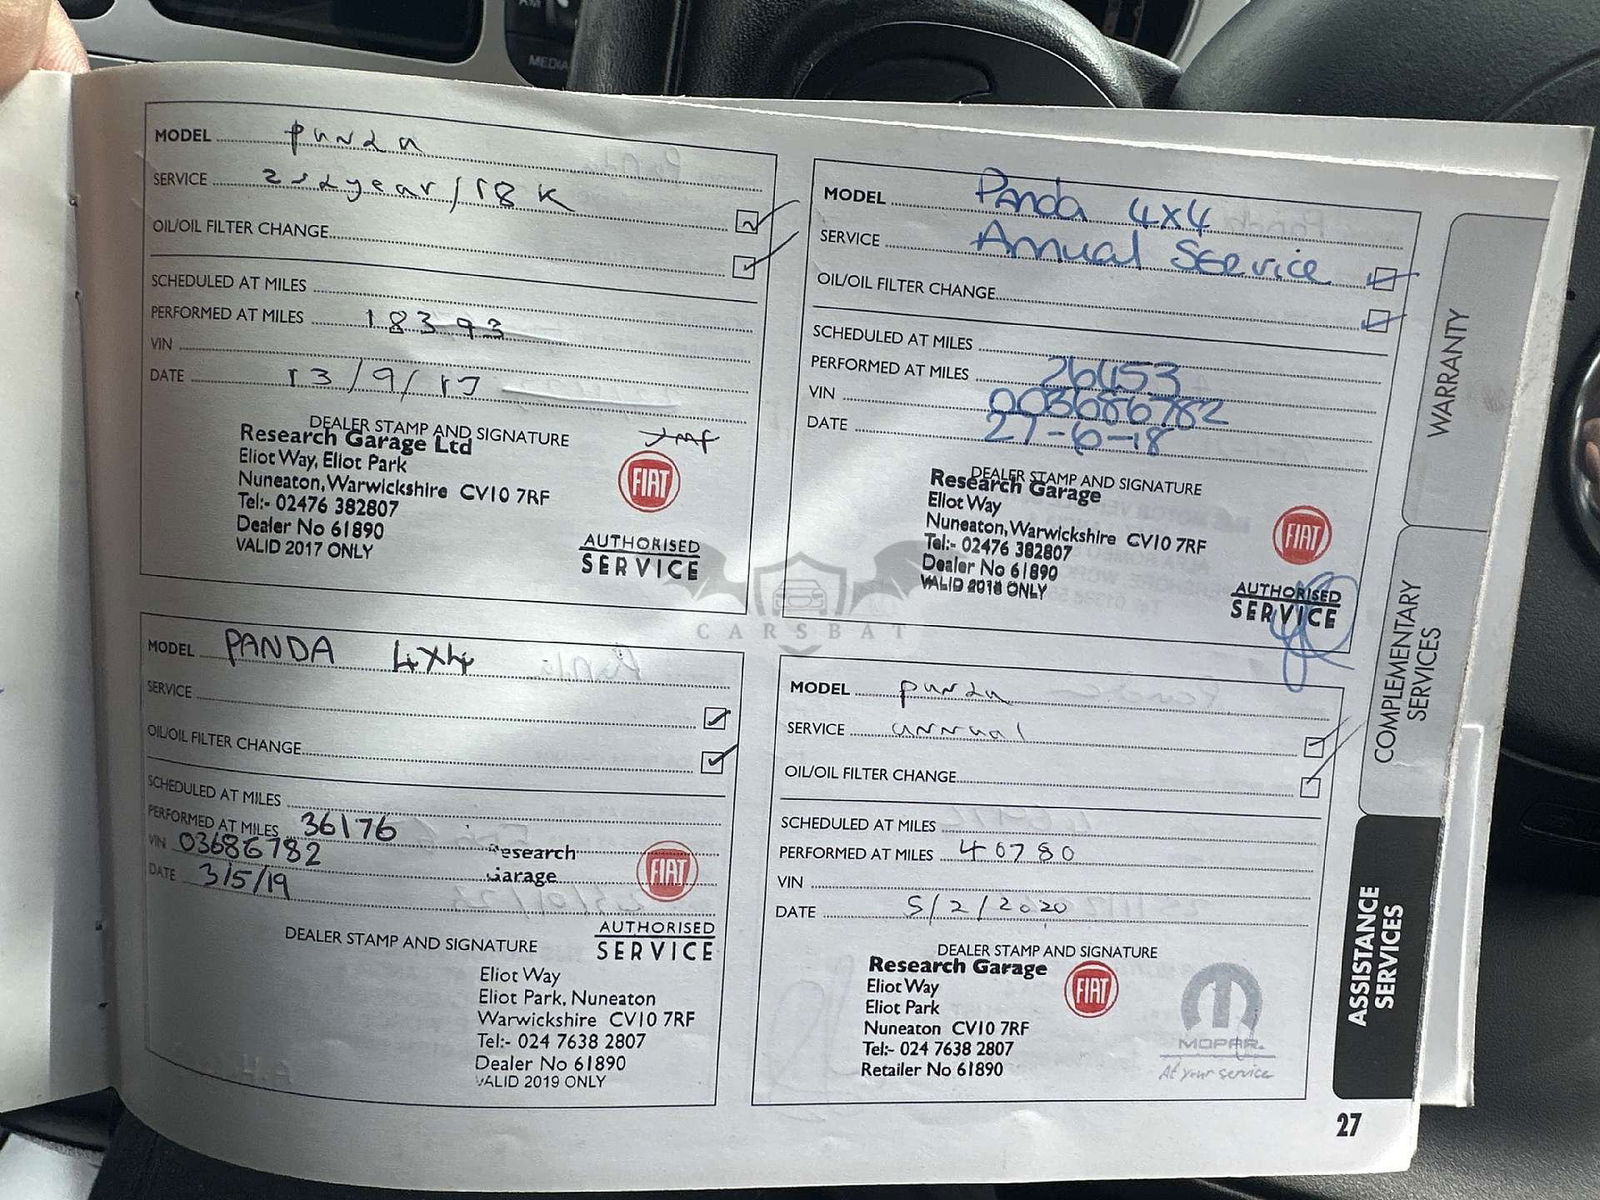 MEDIA
MODEL Panda
SERVICE 2nd year/18K
OIL/OIL FILTER CHANGE
SCHEDULED AT MILES
PERFORMED AT MILES 18393
VIN
DATE 13/9/17
DEALER STAMP AND SIGNATURE
Research Garage Ltd
Eliot Way, Eliot Park
Nuneaton, Warwickshire CV10 7RF
Tel:- 02476 382807
Dealer No 61890
VALID 2017 ONLY
FIAT
AUTHORISED
SERVICE
MODEL Panda 4x4
SERVICE Annual Service
OIL/OIL FILTER CHANGE
SCHEDULED AT MILES
PERFORMED AT MILES 26453
VIN 003686782
DATE 27-6-18
DEALER STAMP AND SIGNATURE
Research Garage
Eliot Way
Nuneaton, Warwickshire CV10 7RF
Tel:- 02476 382807
Dealer No 61890
VALID 2018 ONLY
FIAT
AUTHORISED
SERVICE
CARSBAT
MODEL PANDA 4X4
SERVICE
OIL/OIL FILTER CHANGE
SCHEDULED AT MILES
PERFORMED AT MILES 36176
VIN 03686782
DATE 3/5/19
Research
Garage
FIAT
AUTHORISED
SERVICE
DEALER STAMP AND SIGNATURE
Eliot Way
Eliot Park, Nuneaton
Warwickshire CV10 7RF
Tel:- 024 7638 2807
Dealer No 61890
VALID 2019 ONLY
MODEL Panda
SERVICE annual
OIL/OIL FILTER CHANGE
SCHEDULED AT MILES
PERFORMED AT MILES 40780
VIN
DATE 5/2/2020
DEALER STAMP AND SIGNATURE
Research Garage
Eliot Way
Eliot Park
Nuneaton CV10 7RF
Tel:- 024 7638 2807
Retailer No 61890
FIAT
MOPAR
At your service
WARRANTY
COMPLEMENTARY
SERVICES
ASSISTANCE
SERVICES
27